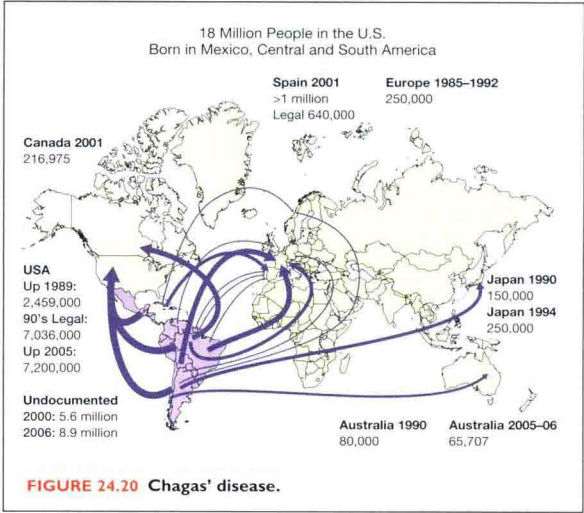 18 Million People in the U.S.
Born in Mexico, Central and South America
Spain 2001
>1 million
Legal 640,000
Europe 1985–1992
250,000
Canada 2001
216,975
USA
Up 1989:
2,459,000
90's Legal:
7,036,000
Up 2005:
7,200,000
Undocumented
2000: 5.6 million
2006: 8.9 million
Japan 1990
150,000
Japan 1994
250,000
Australia 1990
80,000
Australia 2005–06
65,707
FIGURE 24.20 Chagas' disease.